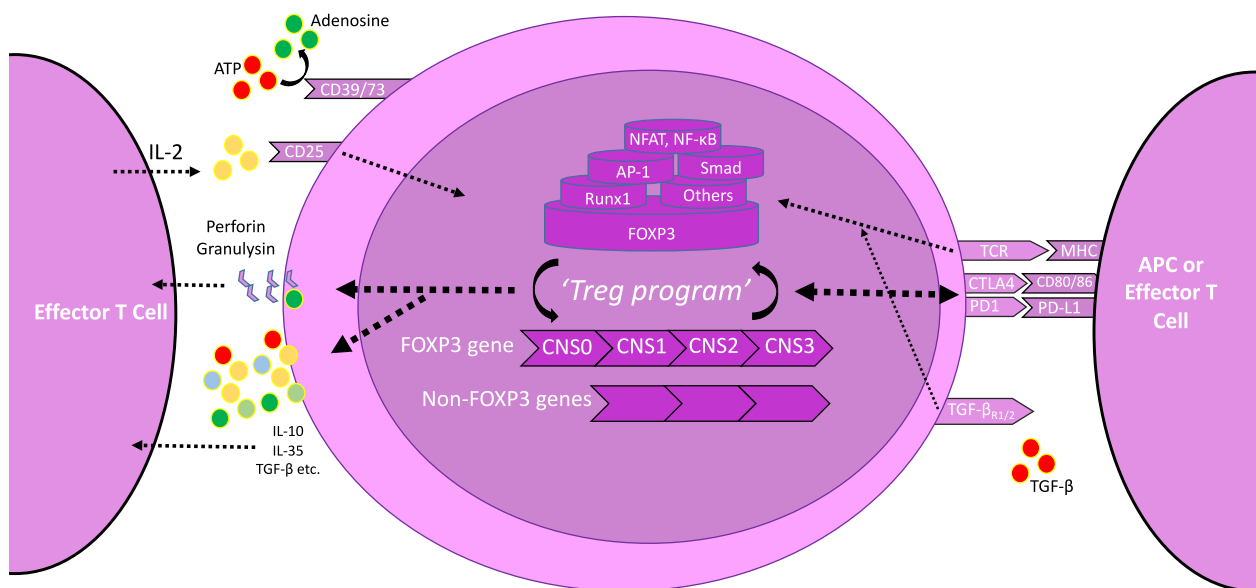 Adenosine
ATP
CD39/73
IL-2
CD25
Perforin
Granulysin
Effector T Cell
IL-10
IL-35
TGF-β etc.
NFAT, NF-κB
AP-1
Smad
Runx1
Others
FOXP3
‘Treg program’
FOXP3 gene
CNS0
CNS1
CNS2
CNS3
Non-FOXP3 genes
TCR
MHC
CTLA4
CD80/86
PD1
PD-L1
TGF-βR1/2
TGF-β
APC or
Effector T
Cell